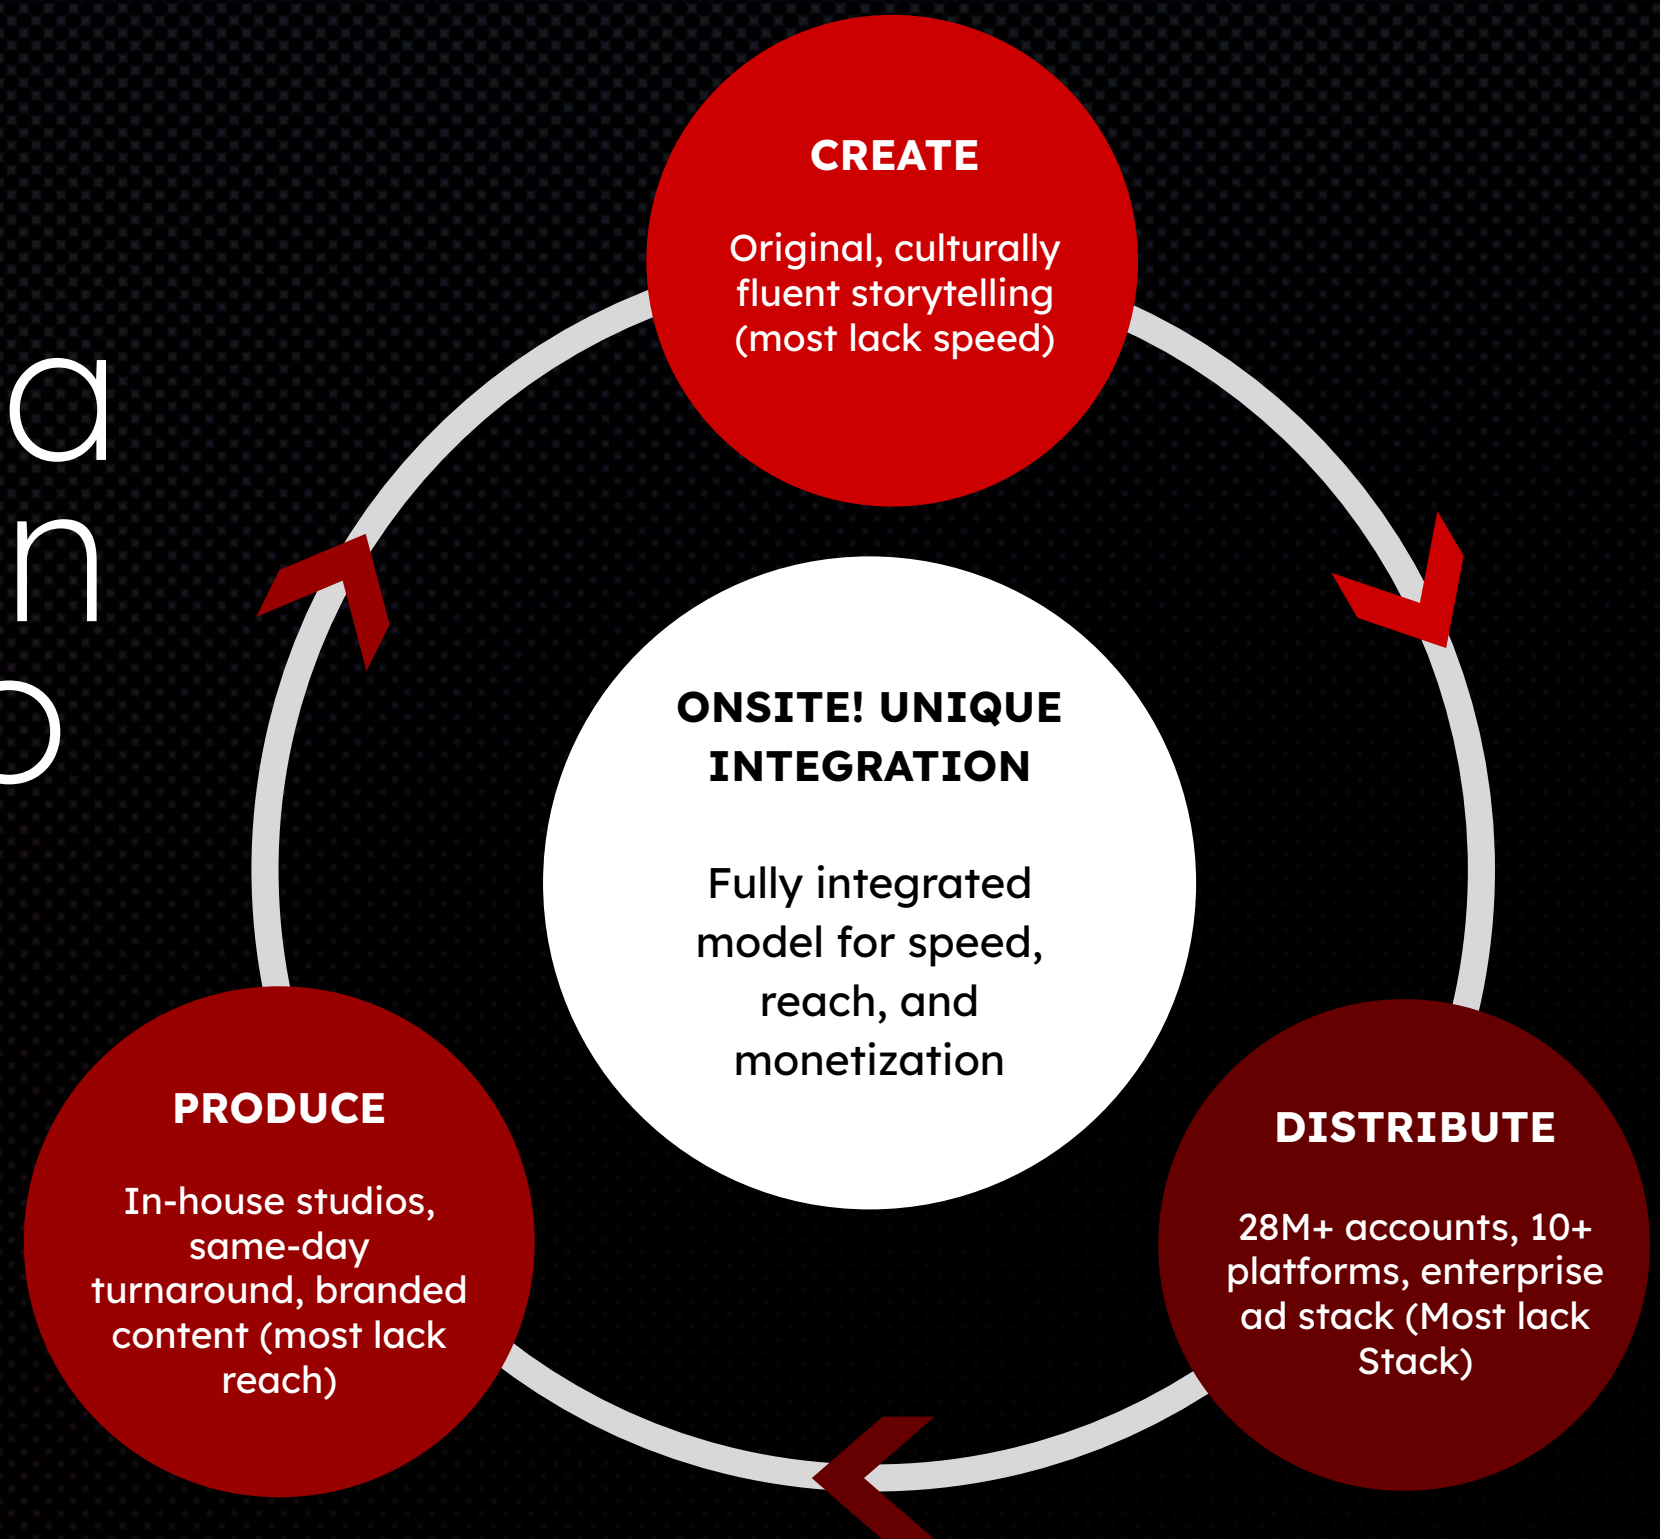 CREATE
Original, culturally
fluent storytelling
(most lack speed)
a
n
ONSITE! UNIQUE
INTEGRATION
Fully integrated
model for speed,
reach, and
monetization
PRODUCE
In-house studios,
same-day
turnaround, branded
content (most lack
reach)
DISTRIBUTE
28M+ accounts, 10+
platforms, enterprise
ad stack (Most lack
Stack)